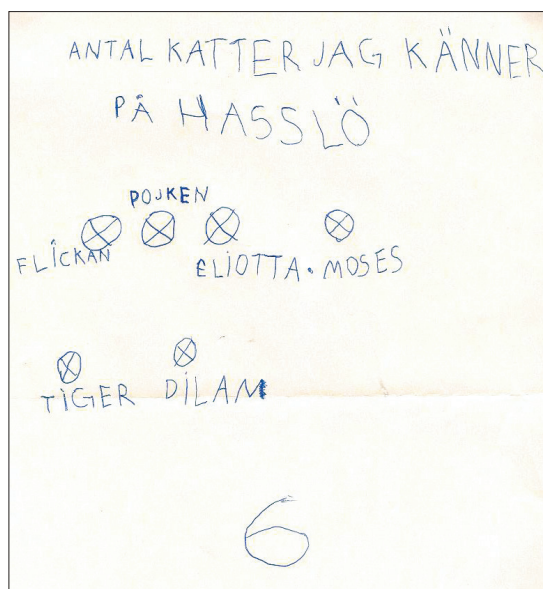 ANTAL KATTER JAG KÄNNER
PÅ HASSLÖ
POJKEN
FLICKAN ELIOTTA. MOSES
TIGER DILAM
6